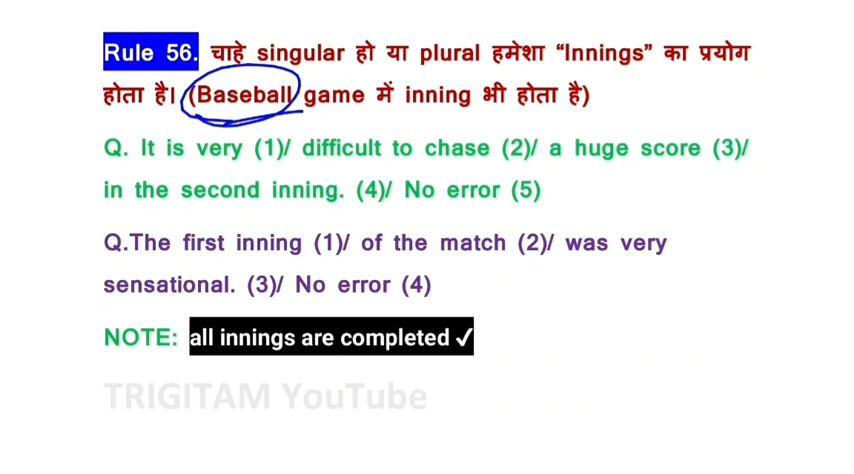 Rule 56. चाहे singular हो या plural हमेशा “Innings” का प्रयोग
होता है। (Baseball game में inning भी होता है)
Q. It is very (1)/ difficult to chase (2)/ a huge score (3)/
in the second inning. (4)/ No error (5)
Q.The first inning (1)/ of the match (2)/ was very
sensational. (3)/ No error (4)
NOTE: all innings are completed ✓
TRIGITAM YouTube